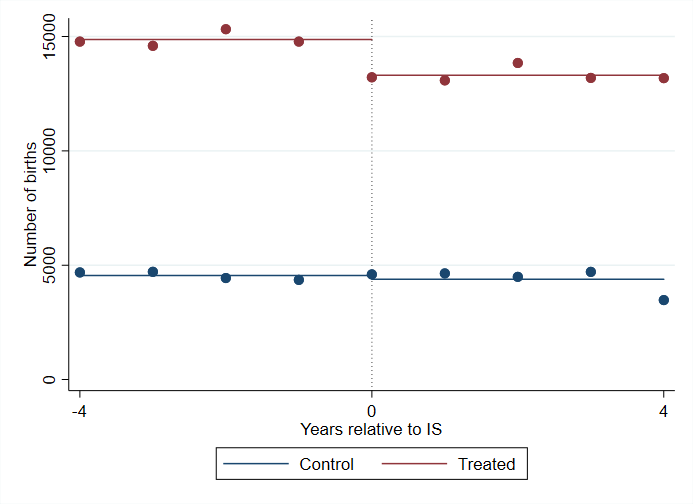 15000
10000
5000
0
Number of births
-4 0 4
Years relative to IS
Control Treated